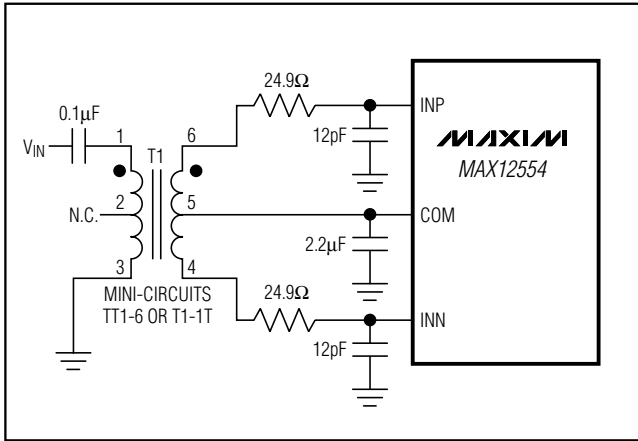 24.9Ω
0.1μF
VIN
1
T1
6
12pF
INP
MAXIM
MAX12554
N.C.
2
5
COM
2.2μF
3
4
MINI-CIRCUITS
TT1-6 OR T1-1T
24.9Ω
12pF
INN